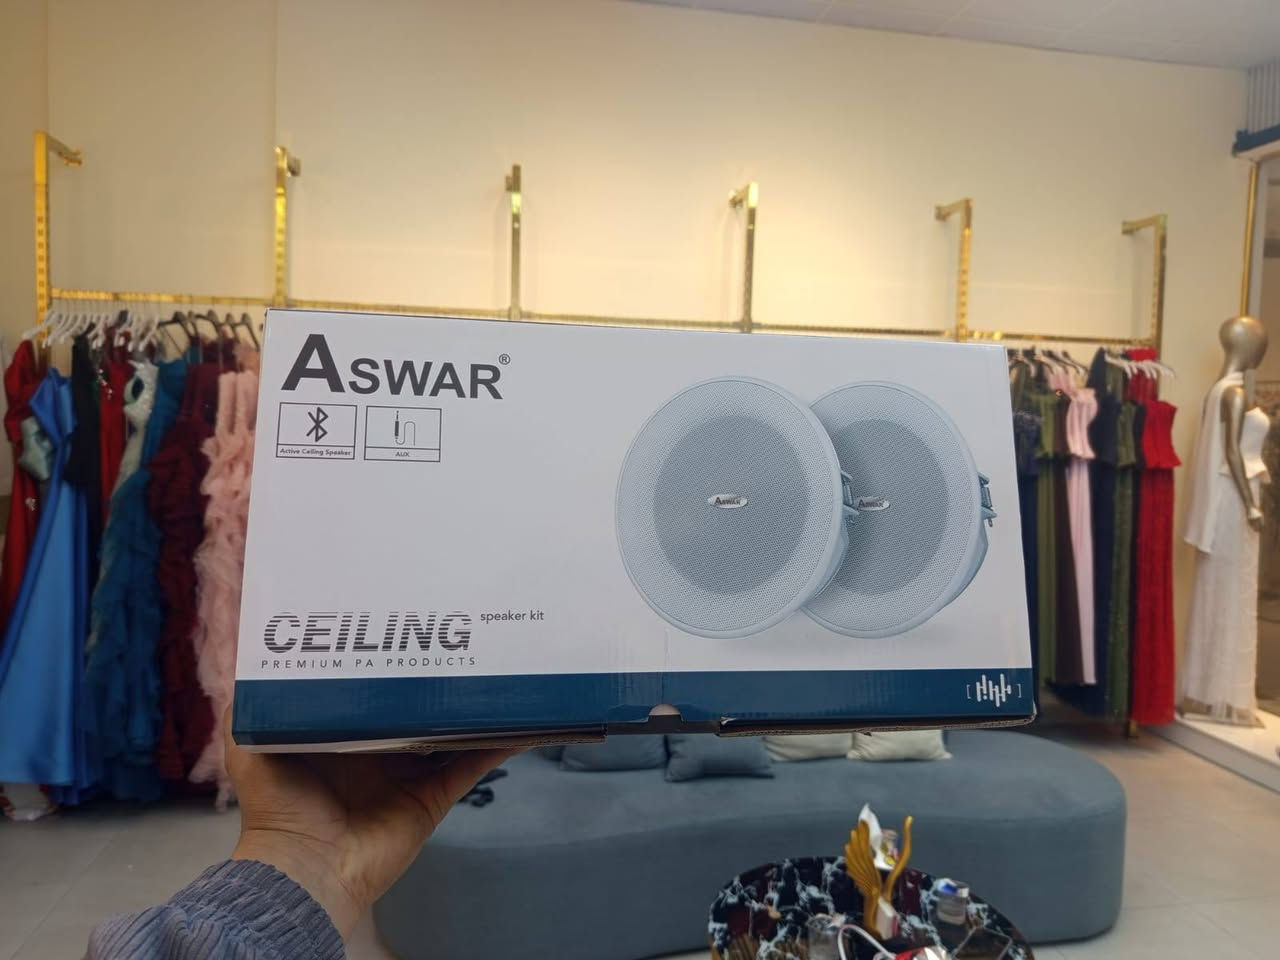 ASWAR®
Active Ceiling Speaker
AUX
ASWAR
ASWAR
CEILING speaker kit
PREMIUM PA PRODUCTS